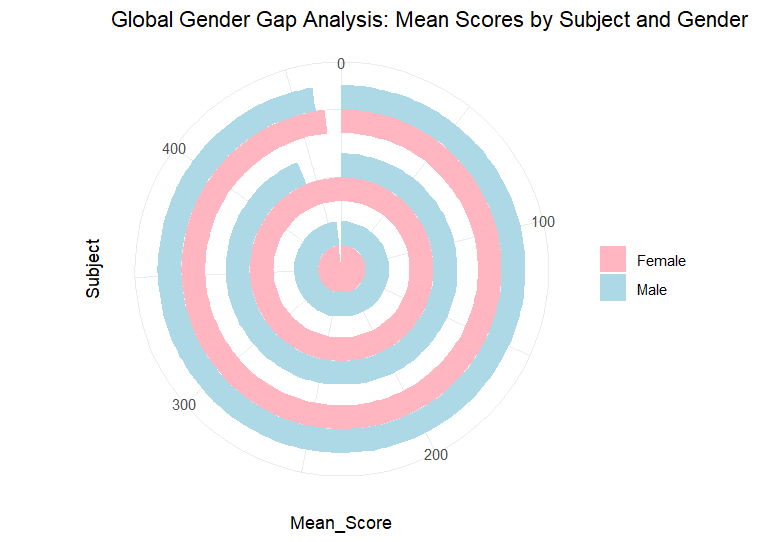 Global Gender Gap Analysis: Mean Scores by Subject and Gender
0
400
100
Subject
Female
Male
300
200
Mean_Score